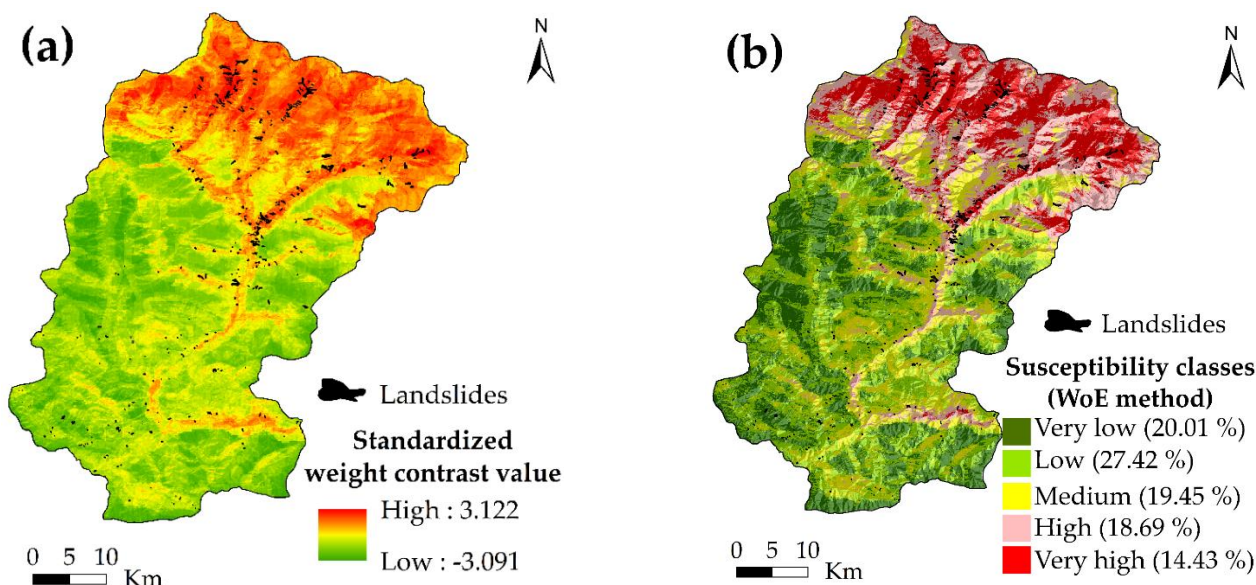 (a)
N
Landslides
Standardized
weight contrast value
High : 3.122
Low : -3.091
0 5 10
Km
(b)
N
Landslides
Susceptibility classes
(WoE method)
Very low (20.01 %)
Low (27.42 %)
Medium (19.45 %)
High (18.69 %)
Very high (14.43 %)
0 5 10
Km